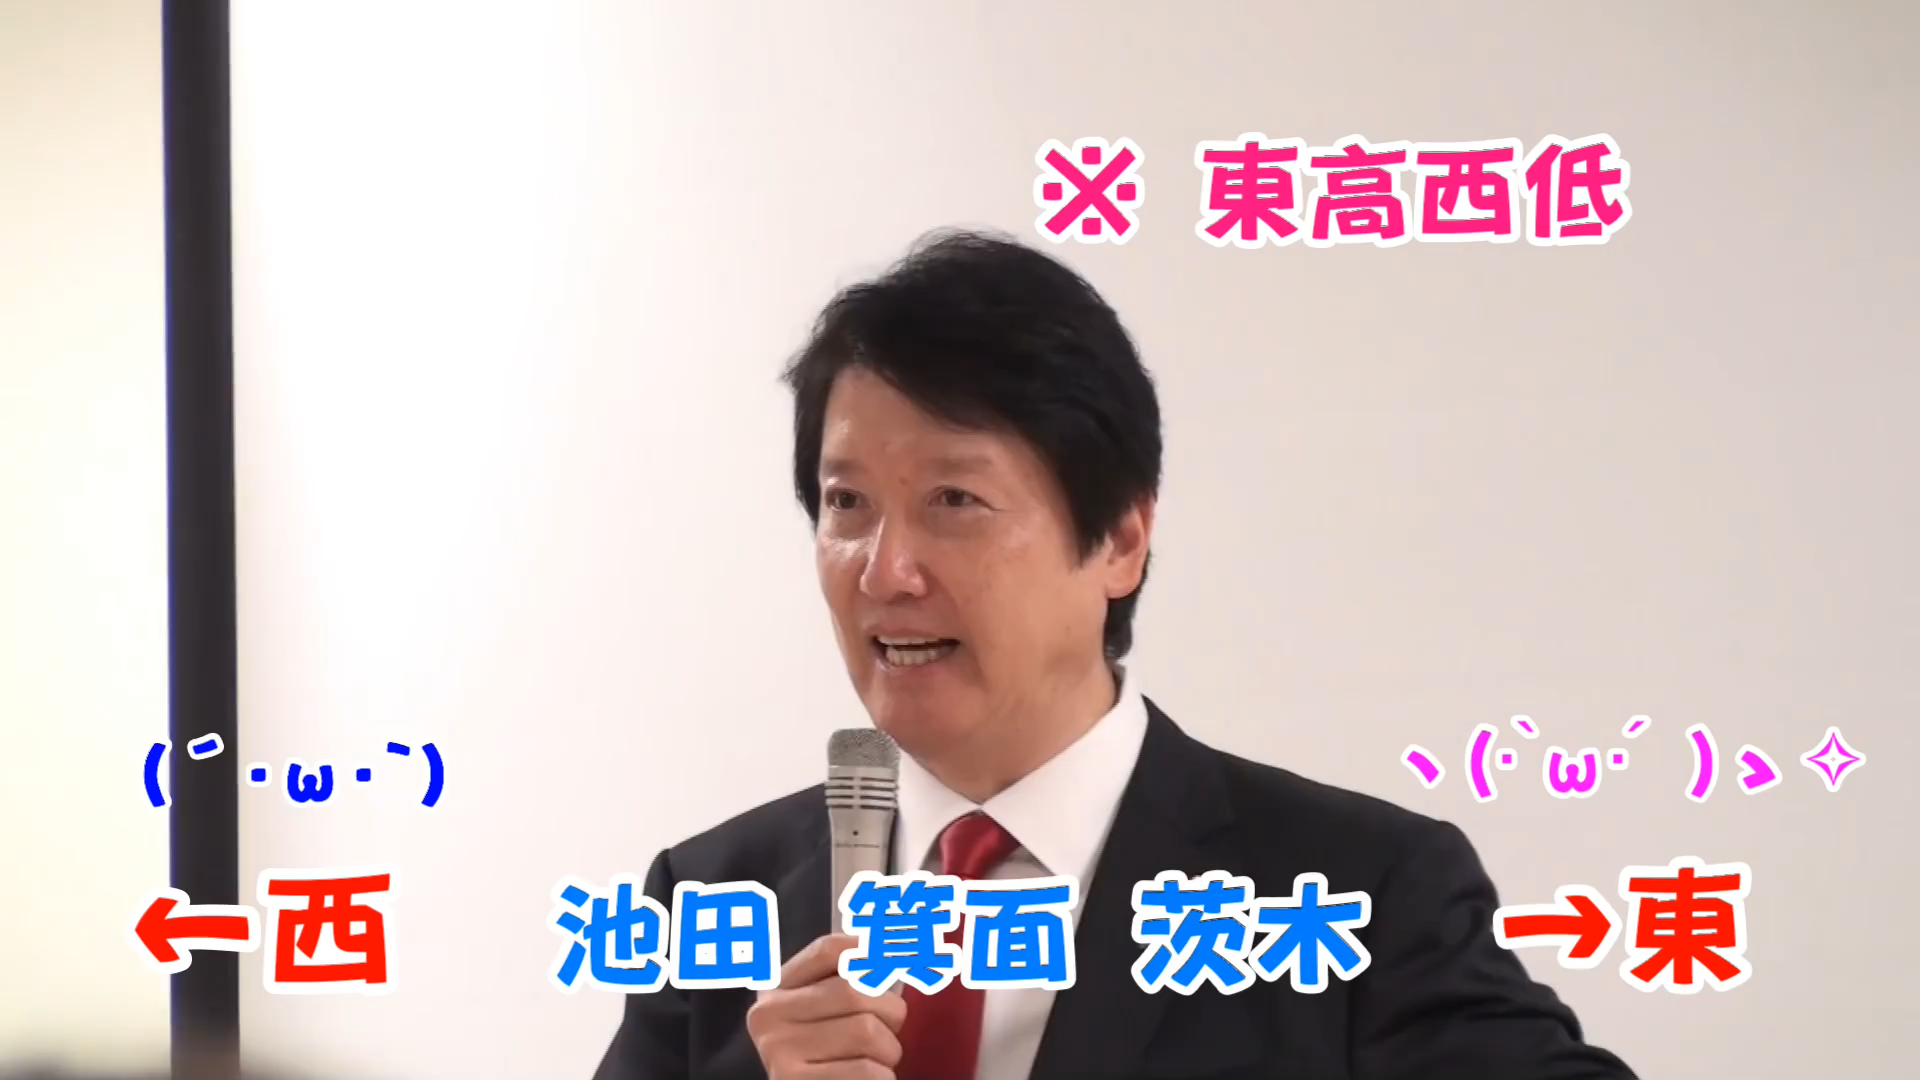 ※ 東高西低
(´･ω･`)
ヽ(･`ω･´ )ゝ✧
←西 池田 箕面 茨木 →東